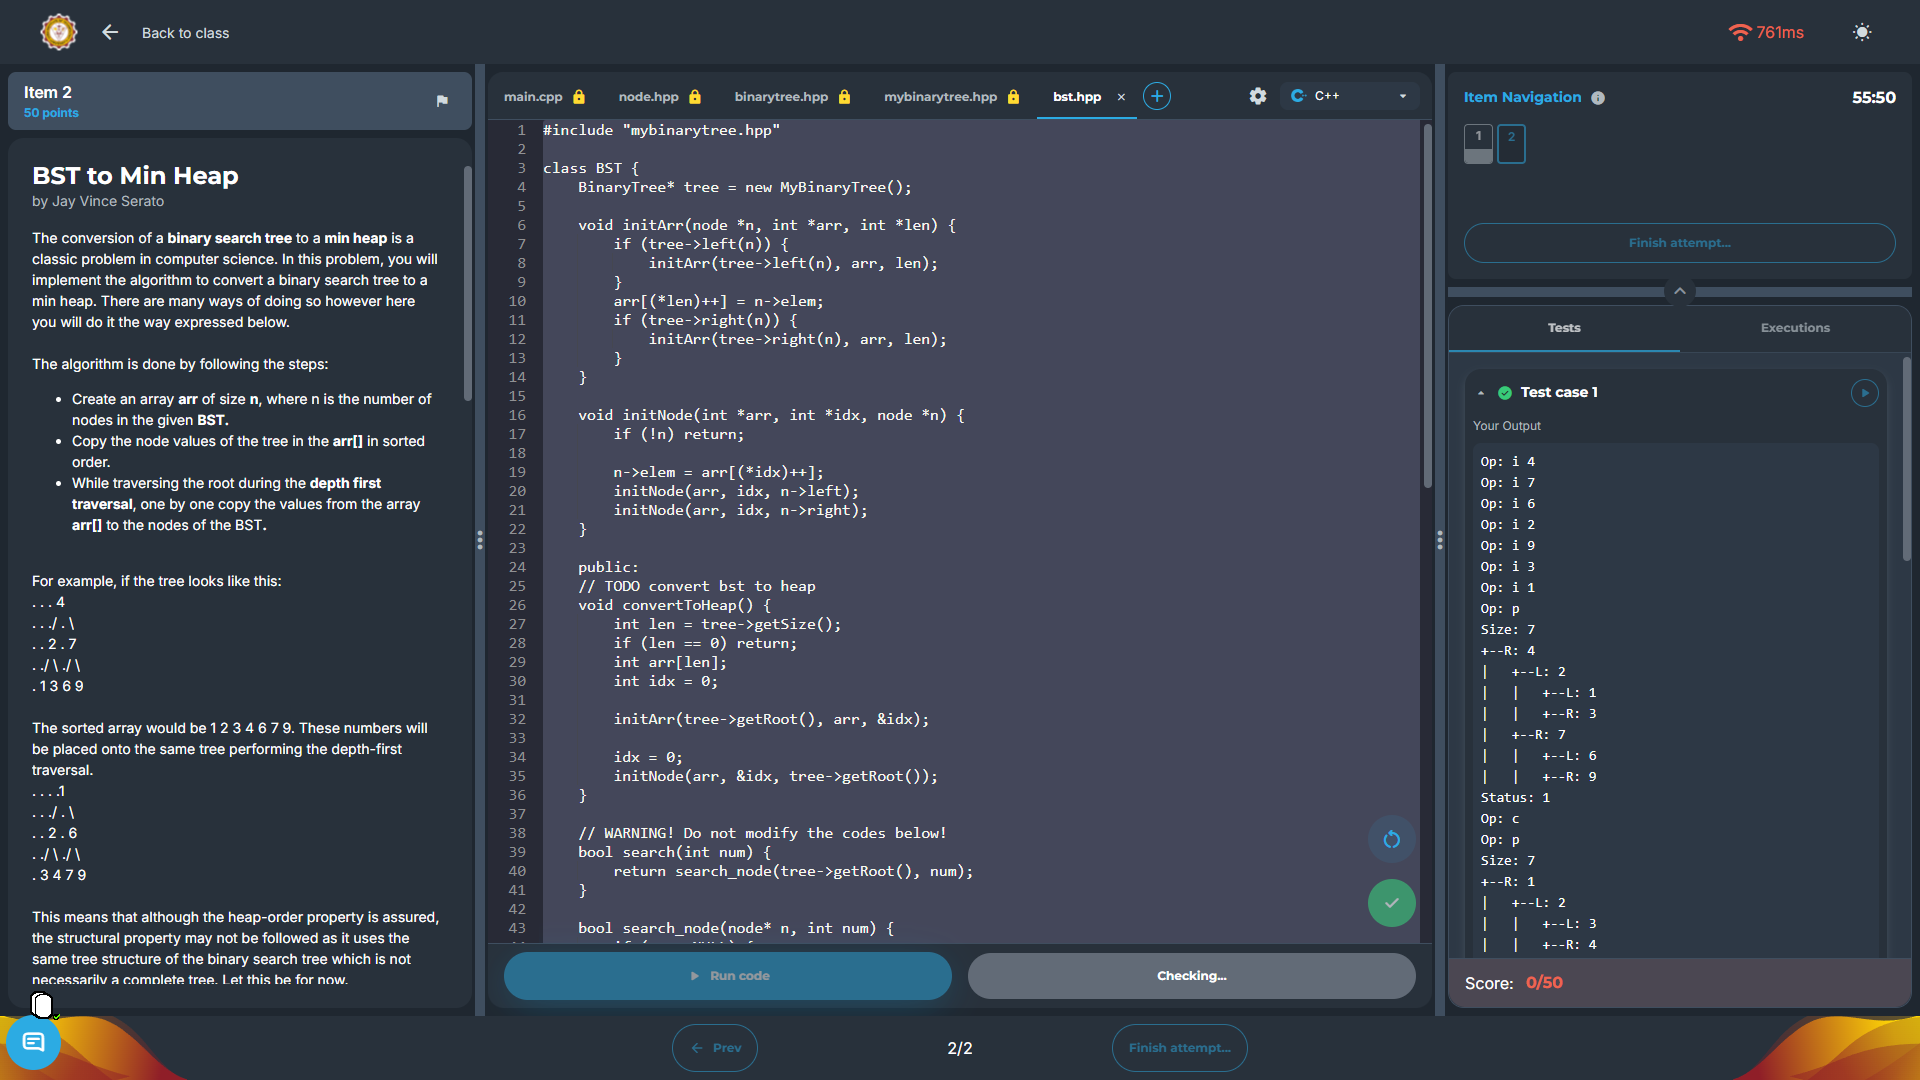 Back to class
761ms
Item 2
50 points
BST to Min Heap
by Jay Vince Serato
The conversion of a binary search tree to a min heap is a
classic problem in computer science. In this problem, you will
implement the algorithm to convert a binary search tree to a
min heap. There are many ways of doing so however here
you will do it the way expressed below.
The algorithm is done by following the steps:
• Create an array arr of size n, where n is the number of
nodes in the given BST.
• Copy the node values of the tree in the arr[] in sorted
order.
• While traversing the root during the depth first
traversal, one by one copy the values from the array
arr[] to the nodes of the BST.
For example, if the tree looks like this:
. . . 4
. . ./ . \
. . 2 . 7
. ./ \ ./ \
. 1 3 6 9
The sorted array would be 1 2 3 4 6 7 9. These numbers will
be placed onto the same tree performing the depth-first
traversal.
. . . .1
. . ./ . \
. . 2 . 6
. ./ \ ./ \
. 3 4 7 9
This means that although the heap-order property is assured,
the structural property may not be followed as it uses the
same tree structure of the binary search tree which is not
necessarily a complete tree. Let this be for now.
main.cpp node.hpp binarytree.hpp mybinarytree.hpp bst.hpp × + C++
1 #include "mybinarytree.hpp"
2
3 class BST {
4     BinaryTree* tree = new MyBinaryTree();
5
6     void initArr(node *n, int *arr, int *len) {
7         if (tree->left(n)) {
8             initArr(tree->left(n), arr, len);
9         }
10         arr[(*len)++] = n->elem;
11         if (tree->right(n)) {
12             initArr(tree->right(n), arr, len);
13         }
14     }
15
16     void initNode(int *arr, int *idx, node *n) {
17         if (!n) return;
18
19         n->elem = arr[(*idx)++];
20         initNode(arr, idx, n->left);
21         initNode(arr, idx, n->right);
22     }
23
24     public:
25     // TODO convert bst to heap
26     void convertToHeap() {
27         int len = tree->getSize();
28         if (len == 0) return;
29         int arr[len];
30         int idx = 0;
31
32         initArr(tree->getRoot(), arr, &idx);
33
34         idx = 0;
35         initNode(arr, &idx, tree->getRoot());
36     }
37
38     // WARNING! Do not modify the codes below!
39     bool search(int num) {
40         return search_node(tree->getRoot(), num);
41     }
42
43     bool search_node(node* n, int num) {
Run code
Checking...
Item Navigation
55:50
1 2
Finish attempt...
Tests Executions
Test case 1
Your Output
Op: i 4
Op: i 7
Op: i 6
Op: i 2
Op: i 9
Op: i 3
Op: i 1
Op: p
Size: 7
+--R: 4
|   +--L: 2
|   |   +--L: 1
|   |   +--R: 3
|   +--R: 7
|   |   +--L: 6
|   |   +--R: 9
Status: 1
Op: c
Op: p
Size: 7
+--R: 1
|   +--L: 2
|   |   +--L: 3
|   |   +--R: 4
Score: 0/50
Prev
2/2
Finish attempt...